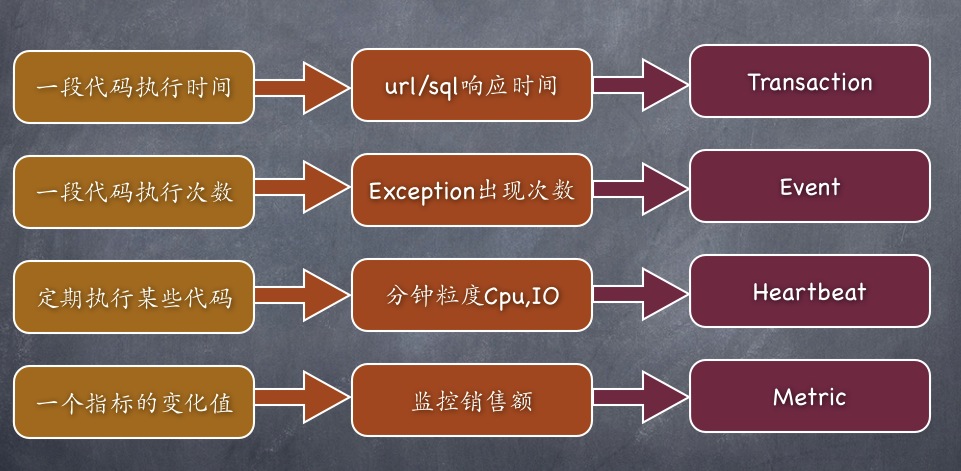 一段代码执行时间
url/sql响应时间
Transaction
一段代码执行次数
Exception出现次数
Event
定期执行某些代码
分钟粒度Cpu,IO
Heartbeat
一个指标的变化值
监控销售额
Metric